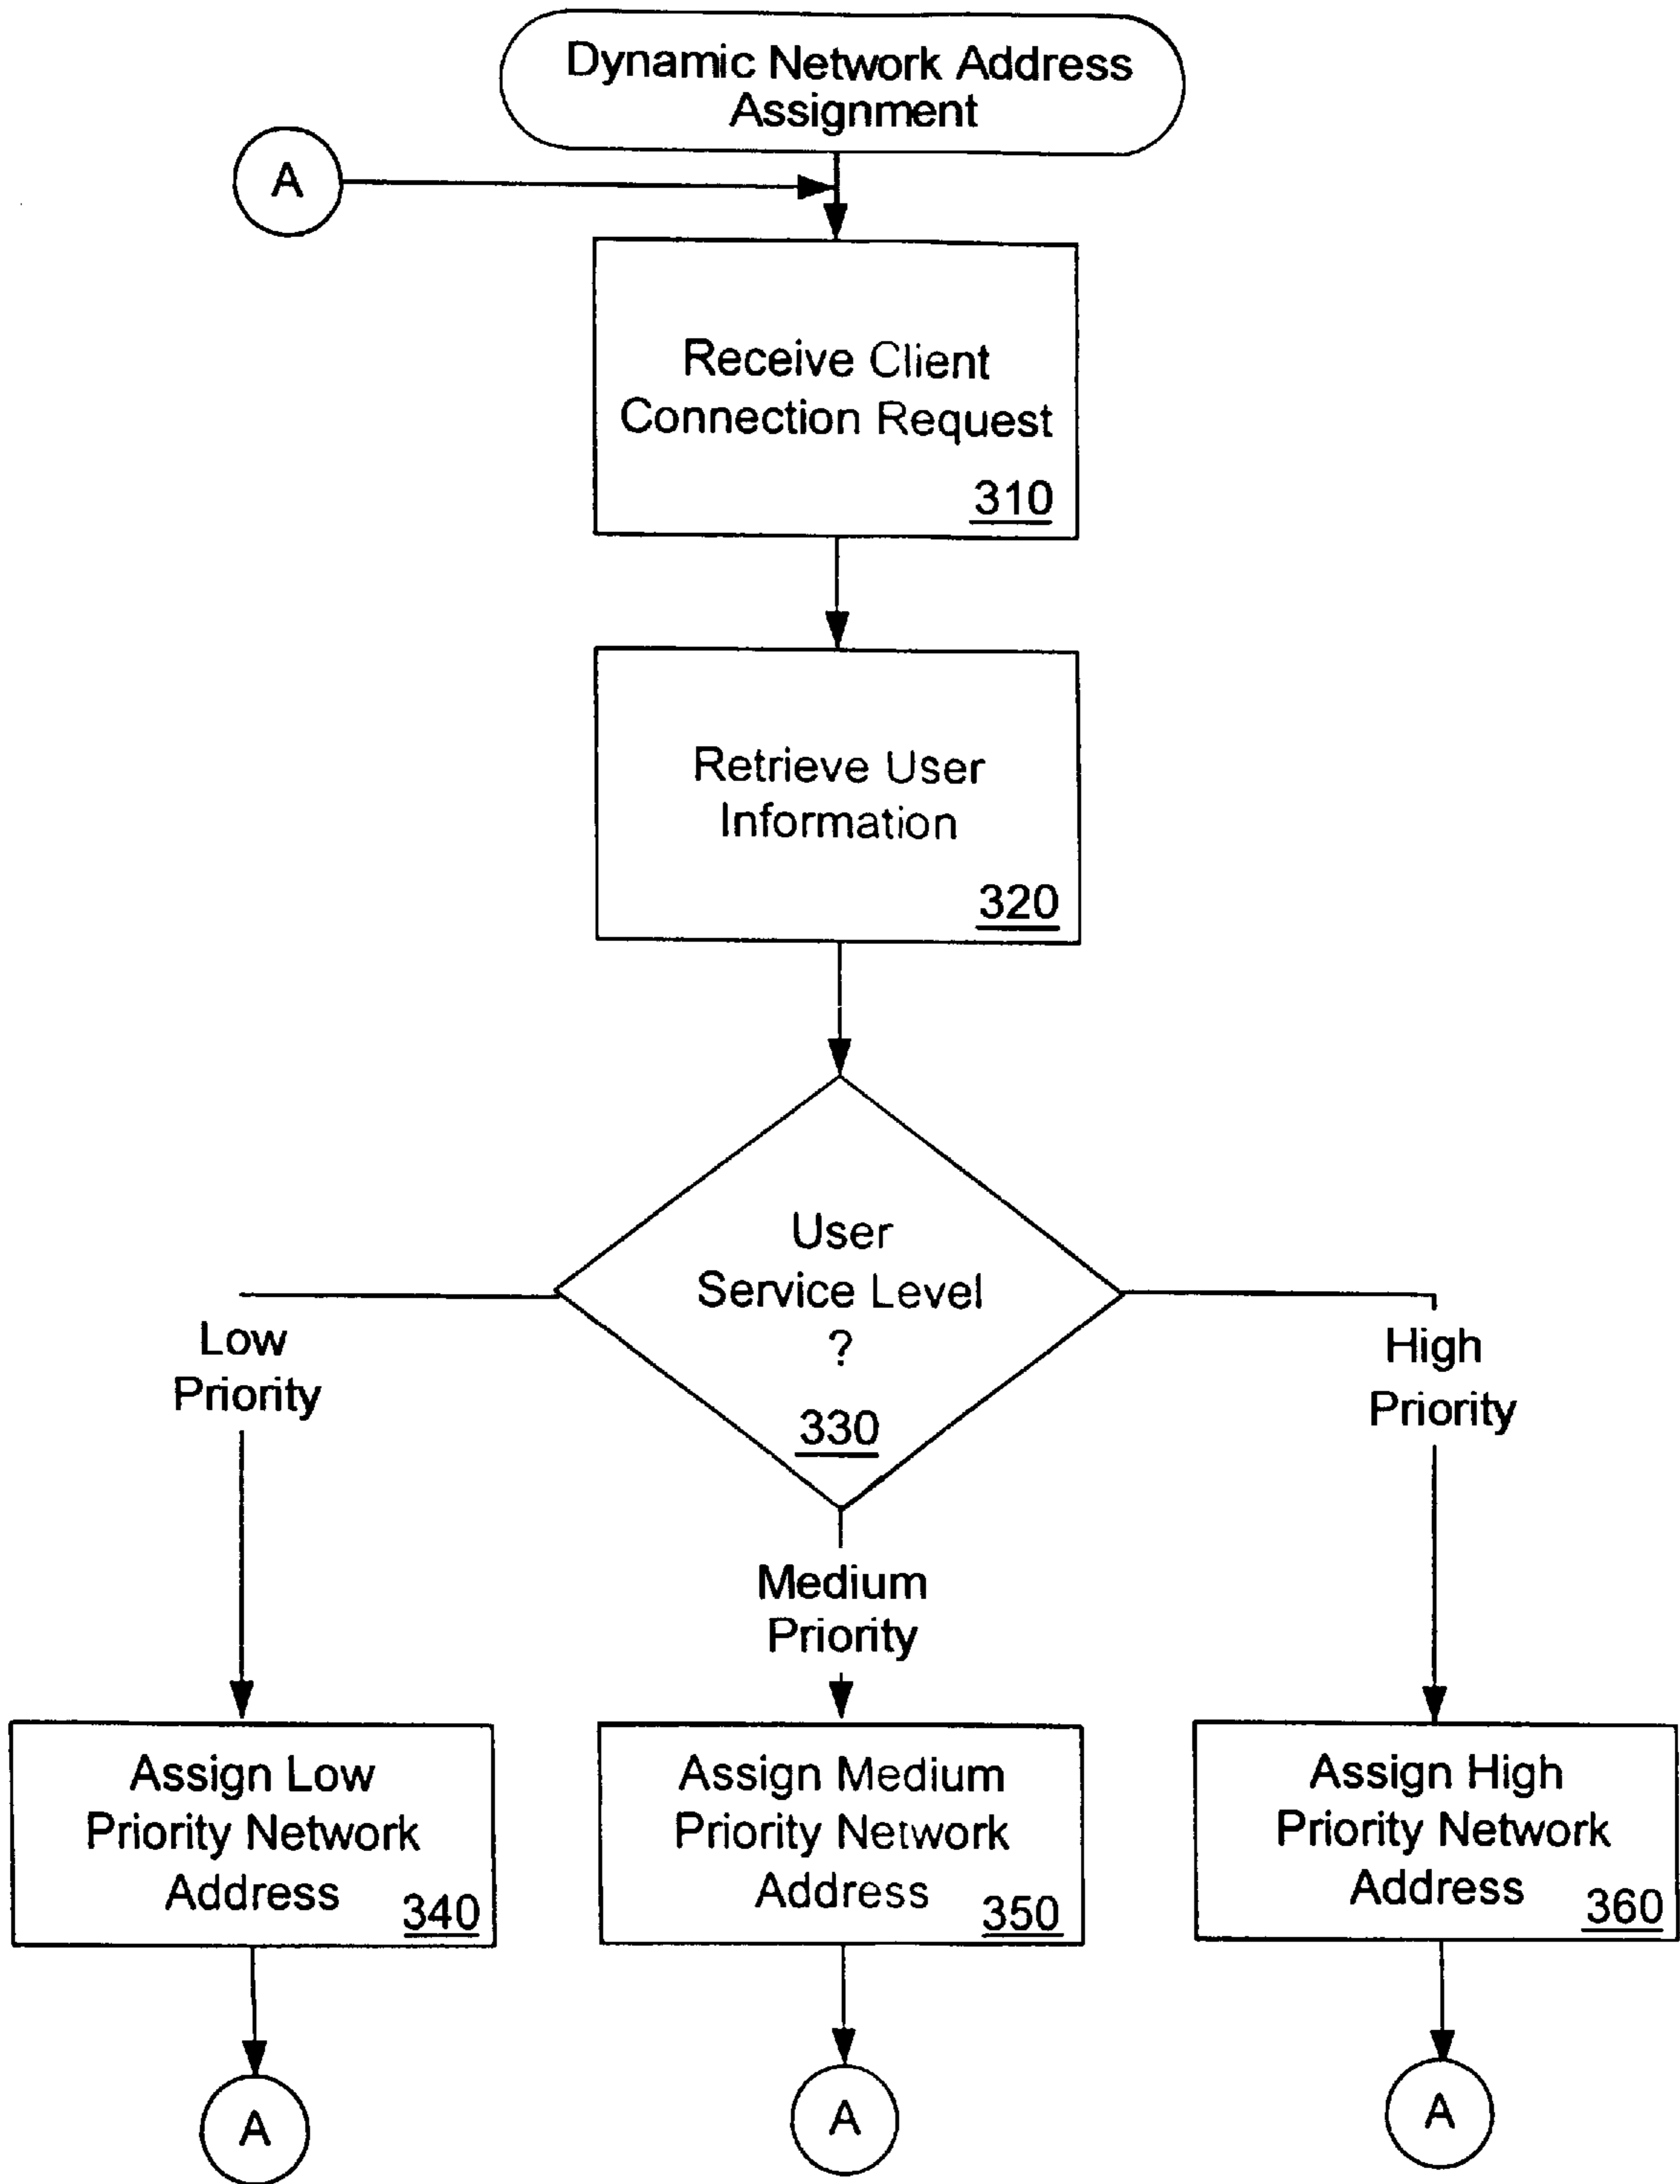 Dynamic Network Address
Assignment
A
Receive Client
Connection Request
310
Retrieve User
Information
320
User
Service Level
?
330
Low
Priority
High
Priority
Medium
Priority
Assign Low
Priority Network
Address
340
Assign Medium
Priority Network
Address
350
Assign High
Priority Network
Address
360
A
A
A